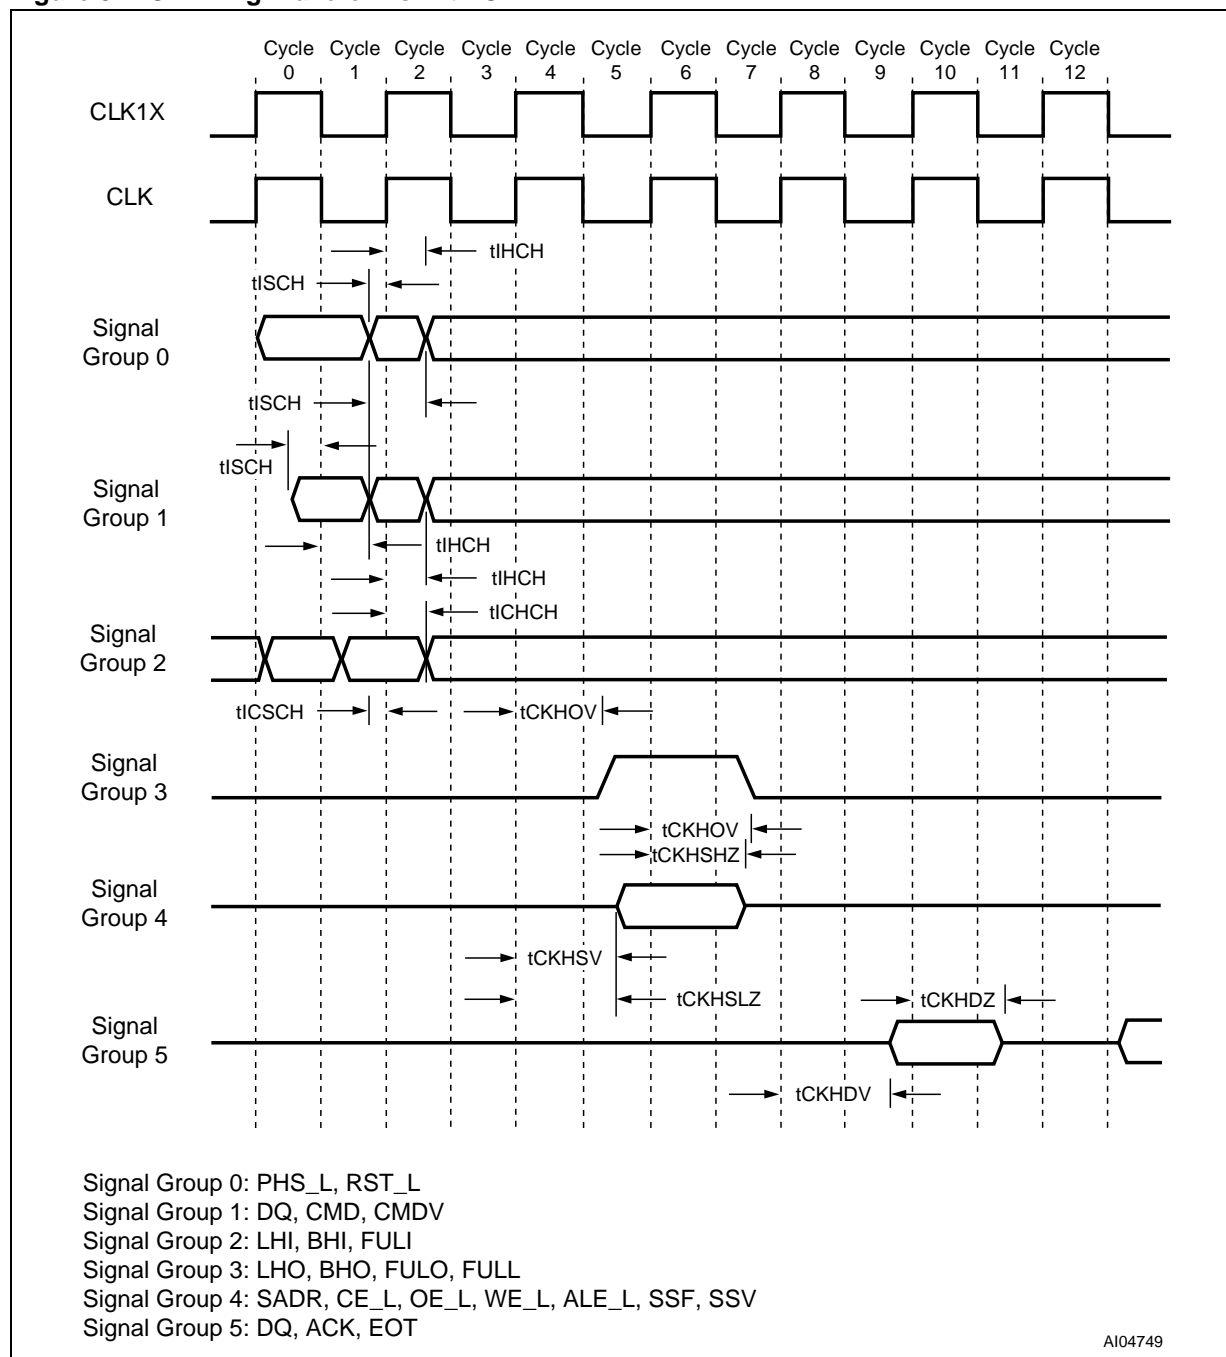 Cycle Cycle Cycle Cycle Cycle Cycle Cycle Cycle Cycle Cycle Cycle Cycle Cycle
0 1 2 3 4 5 6 7 8 9 10 11 12
CLK1X
CLK
tIHCH
tISCH
Signal
Group 0
tISCH
tISCH
Signal
Group 1
tIHCH
tIHCH
tICHCH
Signal
Group 2
tICSCH tCKHOV
Signal
Group 3
tCKHOV
tCKHSHZ
Signal
Group 4
tCKHSV
tCKHSLZ tCKHDZ
Signal
Group 5
tCKHDV
Signal Group 0: PHS_L, RST_L
Signal Group 1: DQ, CMD, CMDV
Signal Group 2: LHI, BHI, FULI
Signal Group 3: LHO, BHO, FULO, FULL
Signal Group 4: SADR, CE_L, OE_L, WE_L, ALE_L, SSF, SSV
Signal Group 5: DQ, ACK, EOT
AI04749